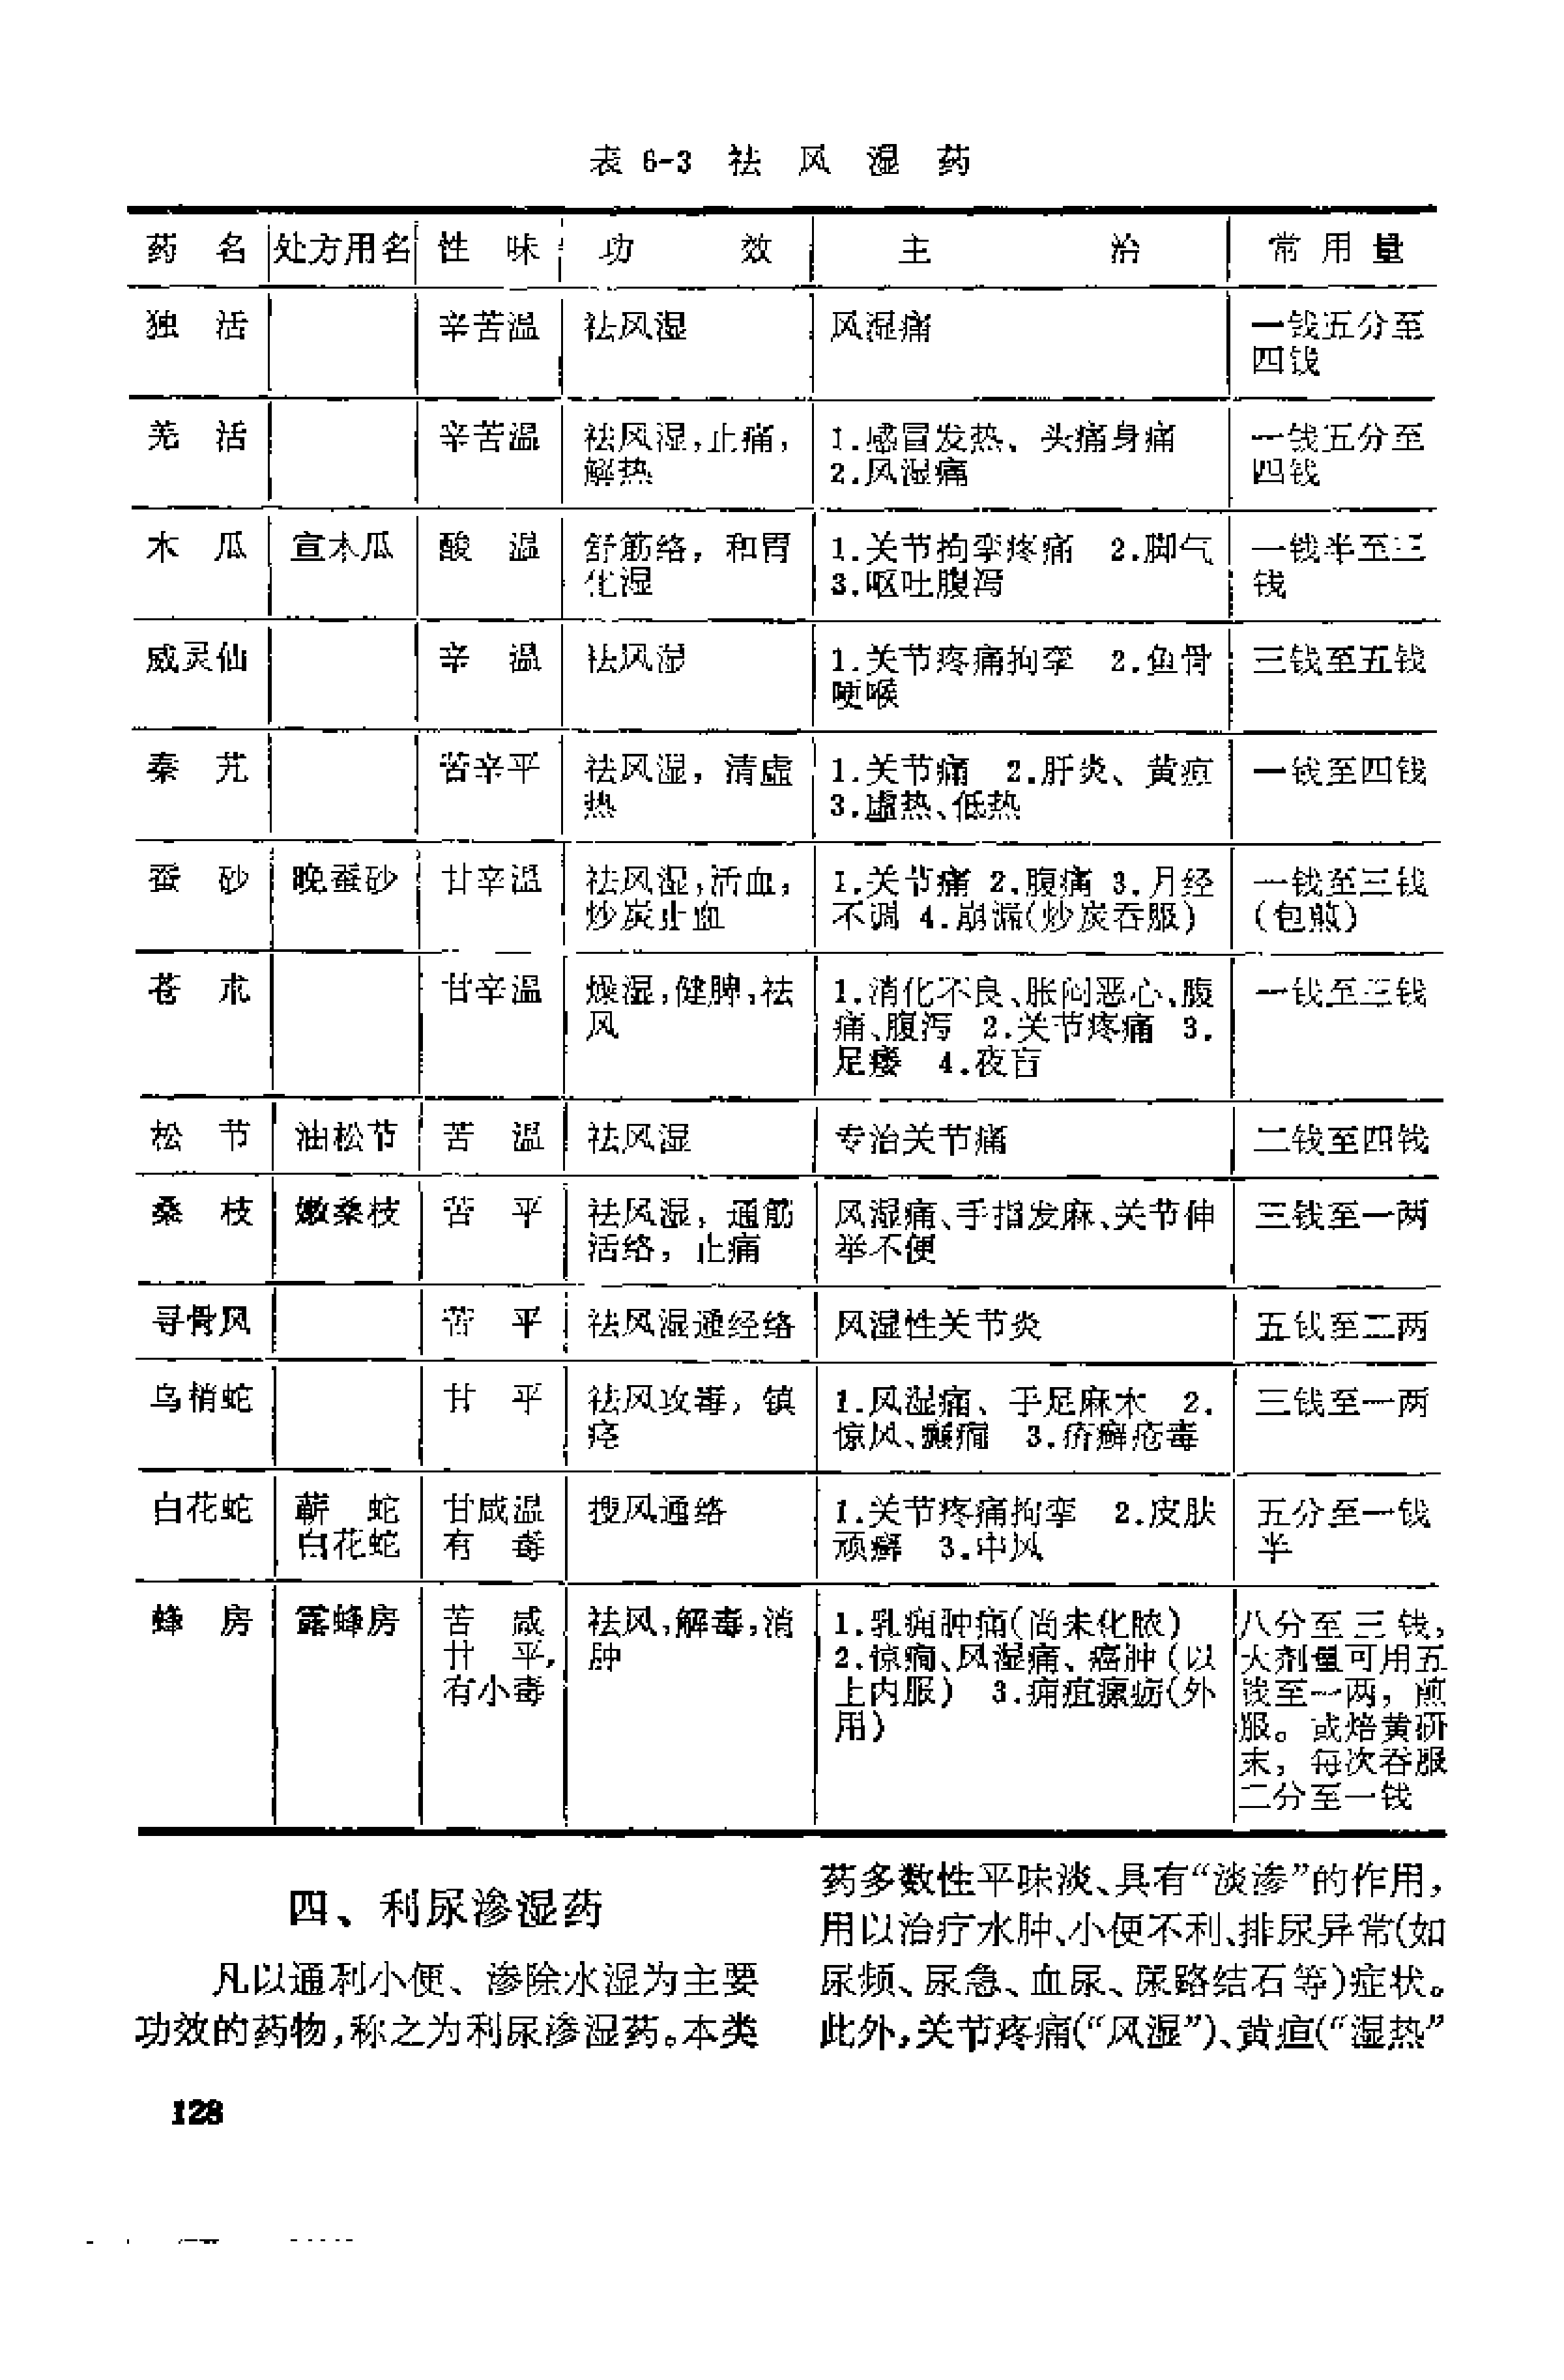 表 6-3 祛 风 湿 药
药 名 处方用名 性 味 功 效 主 治 常 用 量
独 活 辛苦温 祛风湿 风湿痛 一钱五分至
四钱
羌 活 辛苦温 祛风湿,止痛, 1.感冒发热、头痛身痛 一钱五分至
解热 2.风湿痛 四钱
木 瓜 宣木瓜 酸 温 舒筋络，和胃 1.关节拘挛疼痛 2.脚气 一钱半至三
化湿 3.呕吐腹泻 钱
威灵仙 辛 温 祛风湿 1.关节疼痛拘挛 2.鱼骨 三钱至五钱
哽喉
秦 艽 苦辛平 祛风湿，清虚 1.关节痛 2.肝炎、黄疸 一钱至四钱
热 3.虚热、低热
蚕 砂 晚蚕砂 甘辛温 祛风湿,活血, 1.关节痛 2.腹痛 3.月经 一钱至三钱
炒炭止血 不调 4.崩漏(炒炭吞服) (包煎)
苍 术 甘辛温 燥湿,健脾,祛 1.消化不良、胀闷恶心、腹 一钱至三钱
风 痛、腹泻 2.关节疼痛 3.
足痿 4.夜盲
松 节 油松节 苦 温 祛风湿 专治关节痛 二钱至四钱
桑 枝 嫩桑枝 苦 平 祛风湿，通筋 风湿痛、手指发麻、关节伸 三钱至一两
活络，止痛 举不便
寻骨风 苦 平 祛风湿通经络 风湿性关节炎 五钱至二两
乌梢蛇 甘 平 祛风攻毒，镇 1.风湿痛、手足麻木 2. 三钱至一两
痉 惊风、癫痫 3.疥癣疮毒
白花蛇 蕲 蛇 甘咸温 搜风通络 1.关节疼痛拘挛 2.皮肤 五分至一钱
白花蛇 有 毒 顽癣 3.中风 半
蜂 房 露蜂房 苦 咸 祛风,解毒,消 1.乳痈肿痛(尚未化脓) 八分至三钱,
甘 平, 肿 2.惊痫、风湿痛、癌肿(以 大剂量可用五
有小毒 上内服) 3.痈疽瘰疬(外 钱至一两，煎
用) 服。或焙黄研
末，每次吞服
二分至一钱
四、利尿渗湿药
凡以通利小便、渗除水湿为主要
功效的药物,称之为利尿渗湿药。本类
药多数性平味淡、具有“淡渗”的作用,
用以治疗水肿、小便不利、排尿异常(如
尿频、尿急、血尿、尿路结石等)症状。
此外,关节疼痛(“风湿”)、黄疸(“湿热”
128